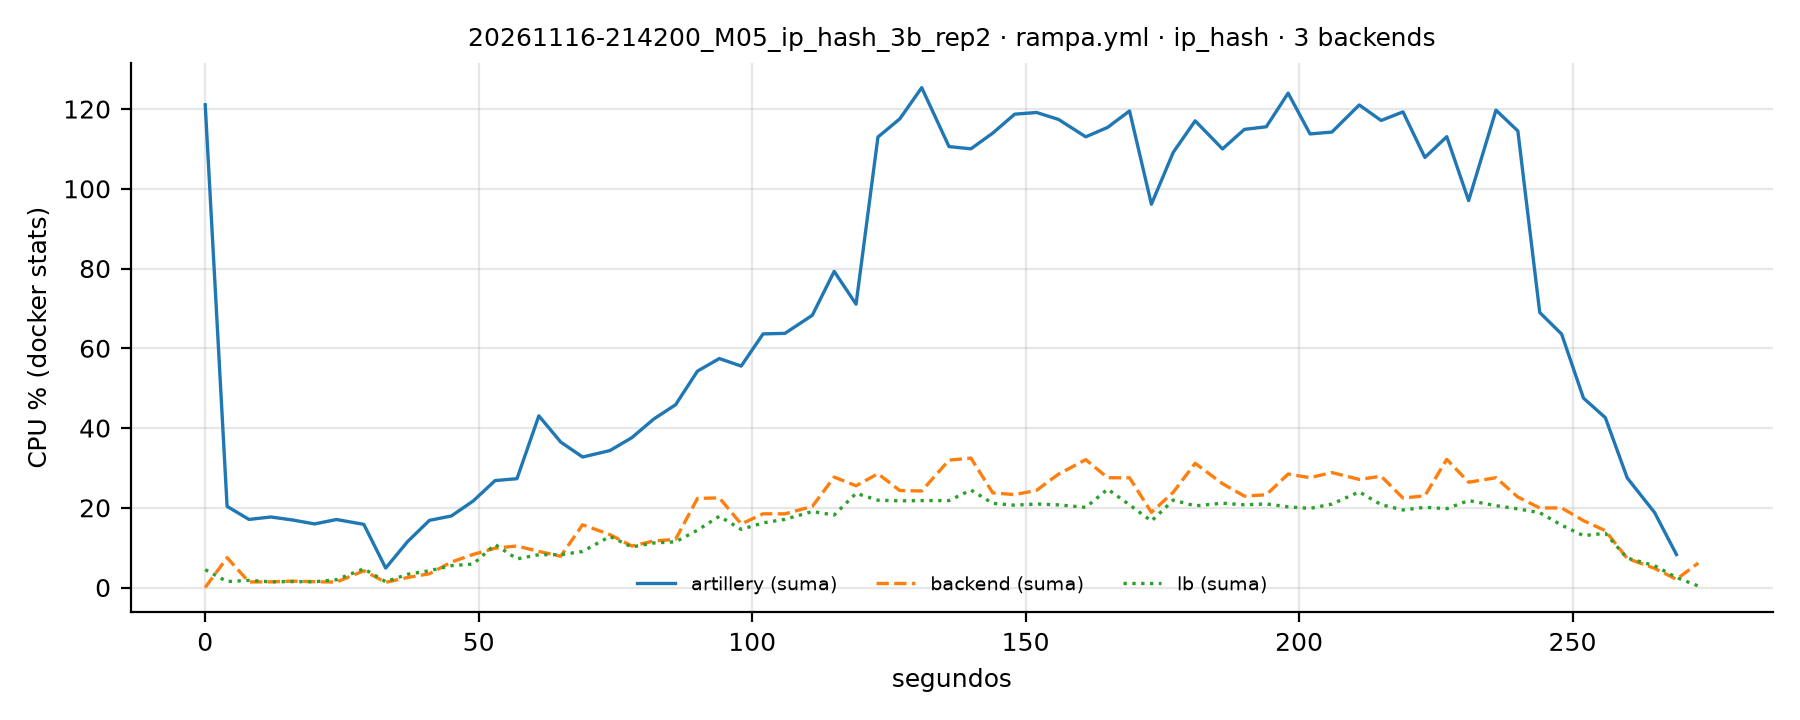 20261116-214200_M05_ip_hash_3b_rep2 · rampa.yml · ip_hash · 3 backends
CPU % (docker stats)
120
100
80
60
40
20
0
artillery (suma) backend (suma) lb (suma)
0 50 100 150 200 250
segundos